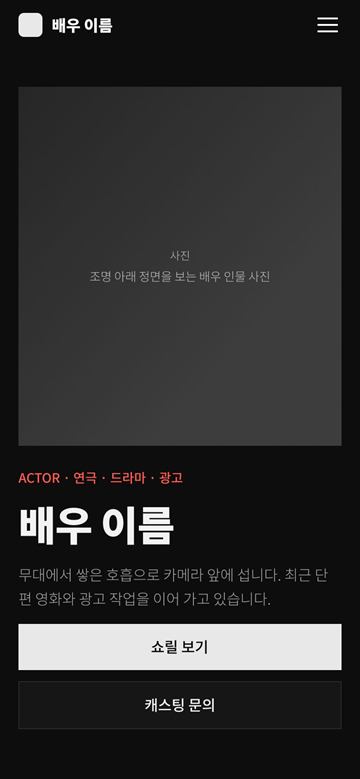 배우 이름
사진
조명 아래 정면을 보는 배우 인물 사진
ACTOR · 연극 · 드라마 · 광고
배우 이름
무대에서 쌓은 호흡으로 카메라 앞에 섭니다. 최근 단
편 영화와 광고 작업을 이어 가고 있습니다.
쇼릴 보기
캐스팅 문의